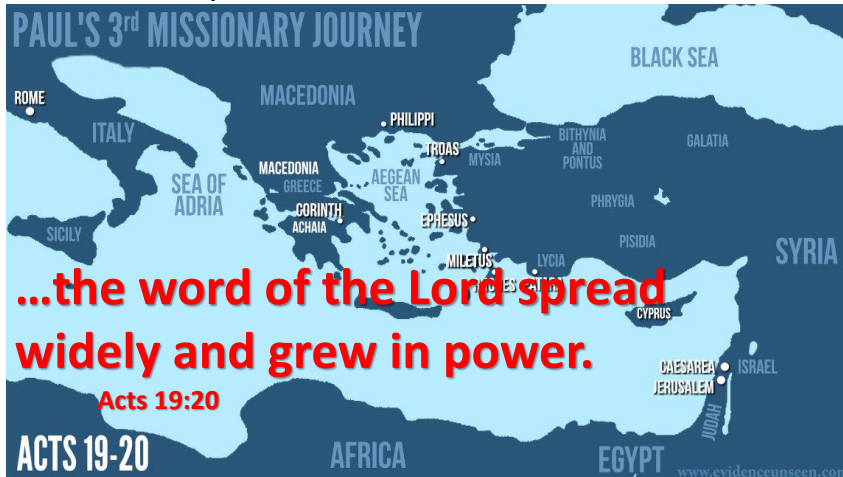 PAUL'S 3rd MISSIONARY JOURNEY
BLACK SEA
ROME
MACEDONIA
PHILIPPI
ITALY
BITHYNIA
AND
PONTUS
GALATIA
TROAS
MYSIA
MACEDONIA
GREECE
AEGEAN
SEA
SEA OF
ADRIA
PHRYGIA
CORINTH
ACHAIA
EPHESUS
SICILY
PISIDIA
SYRIA
MILETUS
LYCIA
...the word of the Lord spread
RHODES PATARA
CYPRUS
widely and grew in power.
CAESAREA
ISRAEL
JERUSALEM
Acts 19:20
JUDAH
ACTS 19-20
AFRICA
EGYPT
www.evidenceunseen.com